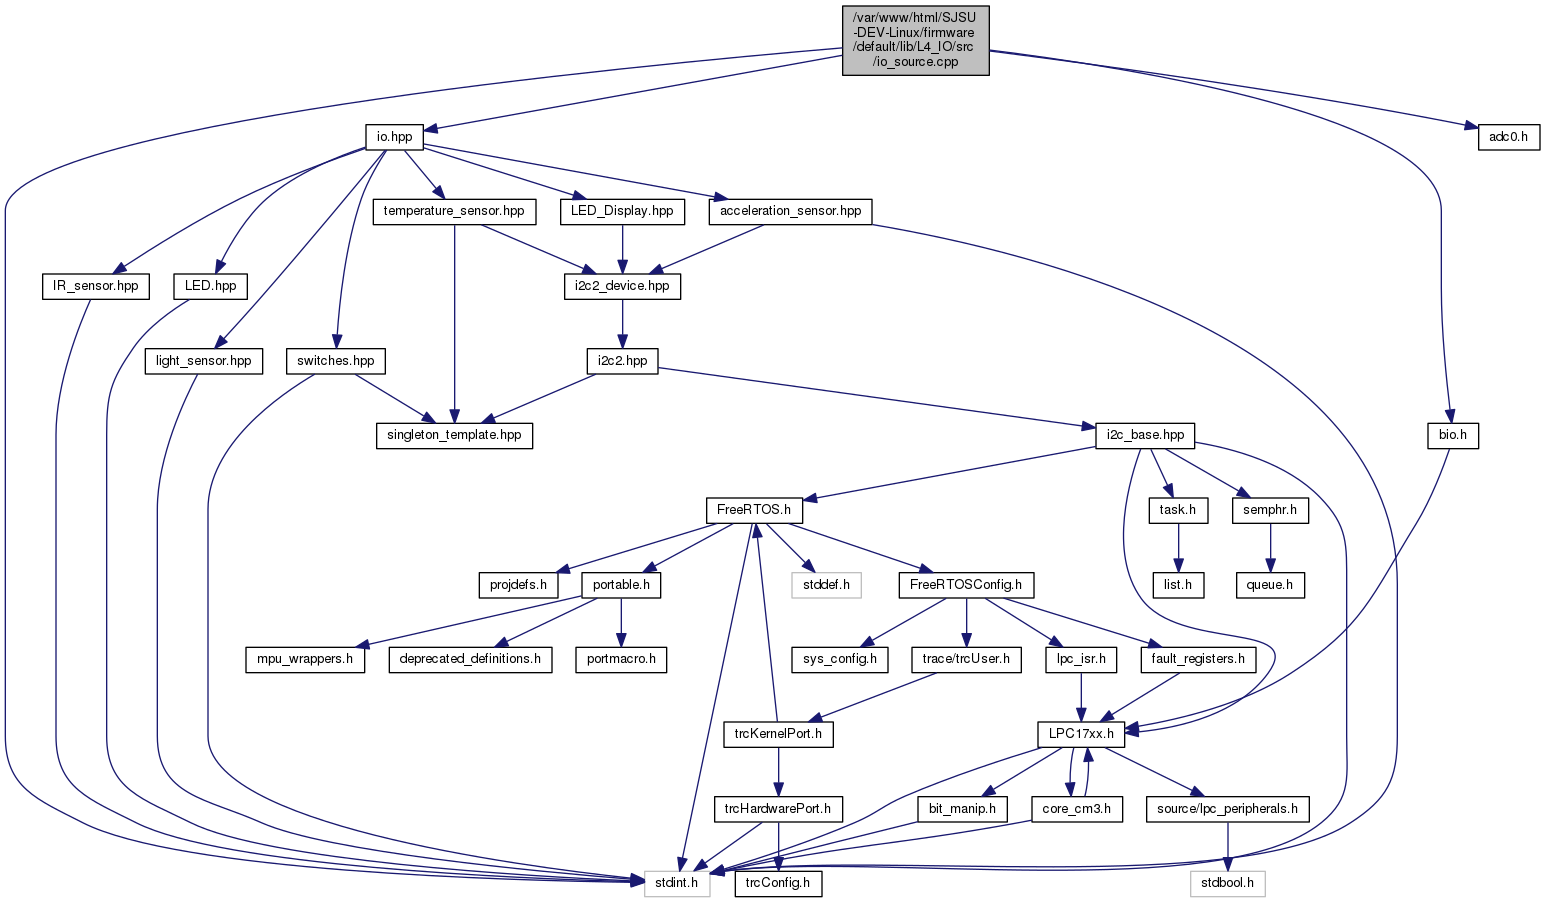 /var/www/html/SJSU
-DEV-Linux/firmware
/default/lib/L4_IO/src
/io_source.cpp
io.hpp
adc0.h
temperature_sensor.hpp
LED_Display.hpp
acceleration_sensor.hpp
IR_sensor.hpp
LED.hpp
i2c2_device.hpp
light_sensor.hpp
switches.hpp
i2c2.hpp
singleton_template.hpp
i2c_base.hpp
bio.h
FreeRTOS.h
task.h
semphr.h
projdefs.h
portable.h
stddef.h
FreeRTOSConfig.h
list.h
queue.h
mpu_wrappers.h
deprecated_definitions.h
portmacro.h
sys_config.h
trace/trcUser.h
lpc_isr.h
fault_registers.h
trcKernelPort.h
LPC17xx.h
trcHardwarePort.h
bit_manip.h
core_cm3.h
source/lpc_peripherals.h
stdint.h
trcConfig.h
stdbool.h